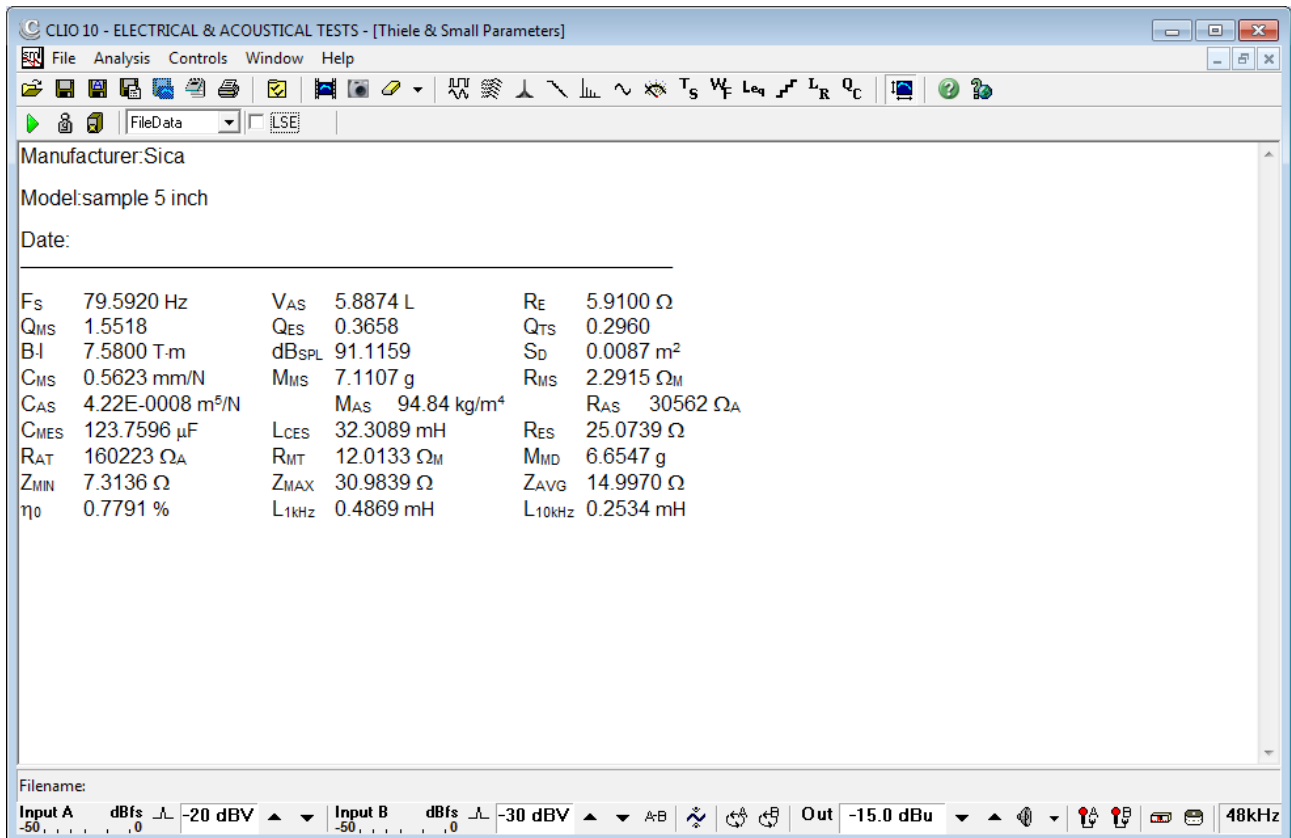 CLIO 10 - ELECTRICAL & ACOUSTICAL TESTS - [Thiele & Small Parameters]
File Analysis Controls Window Help
TS WF Leq LR QC
FileData LSE
Manufacturer:Sica
Model:sample 5 inch
Date:
FS 79.5920 Hz VAS 5.8874 L RE 5.9100 Ω
QMS 1.5518 QES 0.3658 QTS 0.2960
B·l 7.5800 T·m dBSPL 91.1159 SD 0.0087 m²
CMS 0.5623 mm/N MMS 7.1107 g RMS 2.2915 ΩM
CAS 4.22E-0008 m⁵/N MAS 94.84 kg/m⁴ RAS 30562 ΩA
CMES 123.7596 μF LCES 32.3089 mH RES 25.0739 Ω
RAT 160223 ΩA RMT 12.0133 ΩM MMD 6.6547 g
ZMIN 7.3136 Ω ZMAX 30.9839 Ω ZAVG 14.9970 Ω
η0 0.7791 % L1kHz 0.4869 mH L10kHz 0.2534 mH
Filename:
Input A dBfs -20 dBV Input B dBfs -30 dBV A-B Out -15.0 dBu 48kHz
-50 0 -50 0